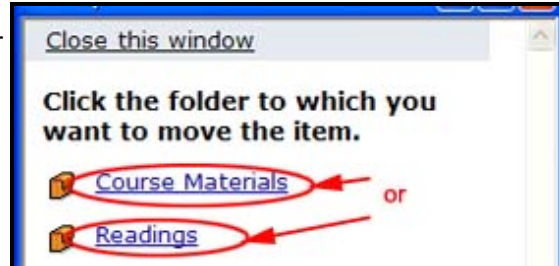 Close this window
Click the folder to which you
want to move the item.
Course Materials
or
Readings